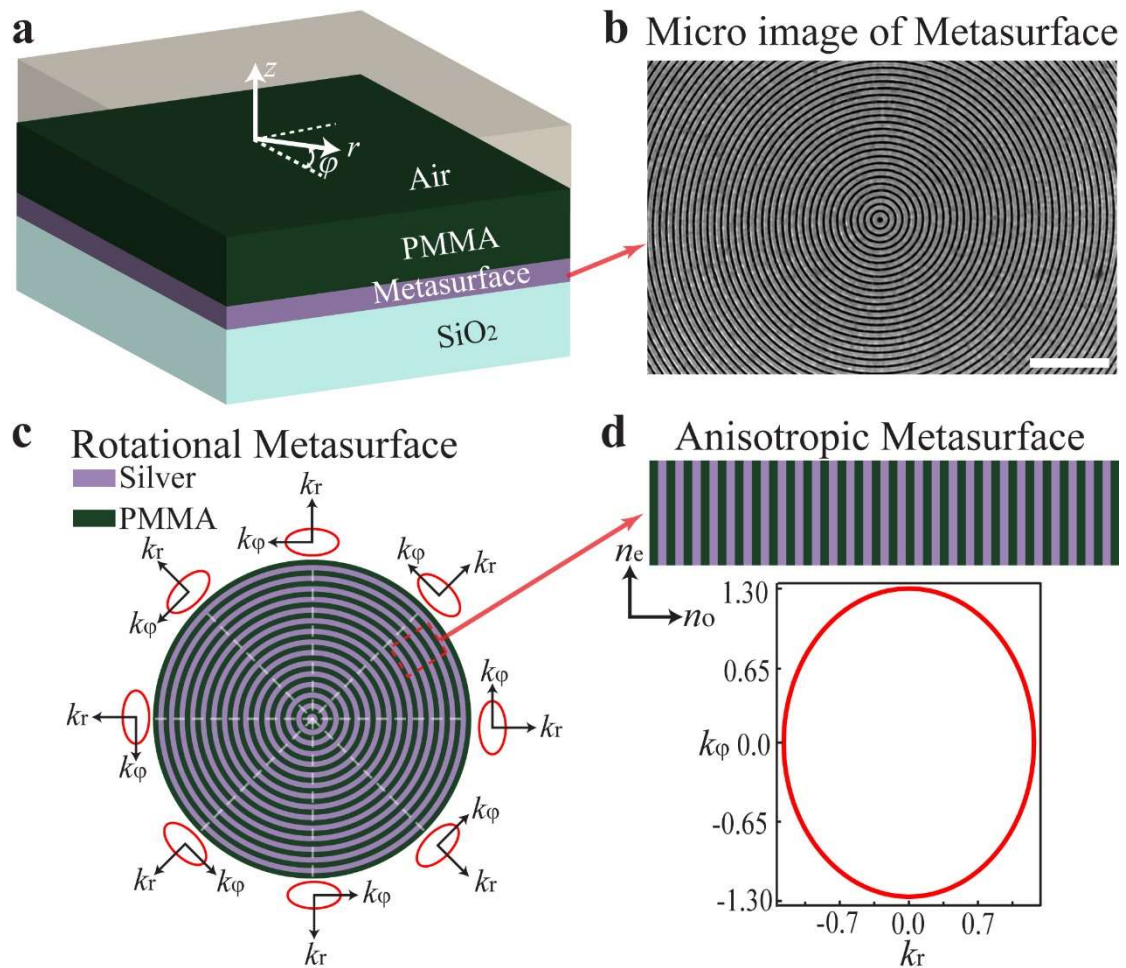 a
z
r
φ
Air
PMMA
Metasurface
SiO₂
b Micro image of Metasurface
c Rotational Metasurface
Silver
PMMA
kr
kφ
kr
kφ
kφ
kr
kr
kφ
kφ
kr
kr
kφ
kφ
kr
kr
kφ
kφ
kr
d Anisotropic Metasurface
ne
no
1.30
0.65
kφ 0.0
-0.65
-1.30
-0.7 0.0 0.7
kr